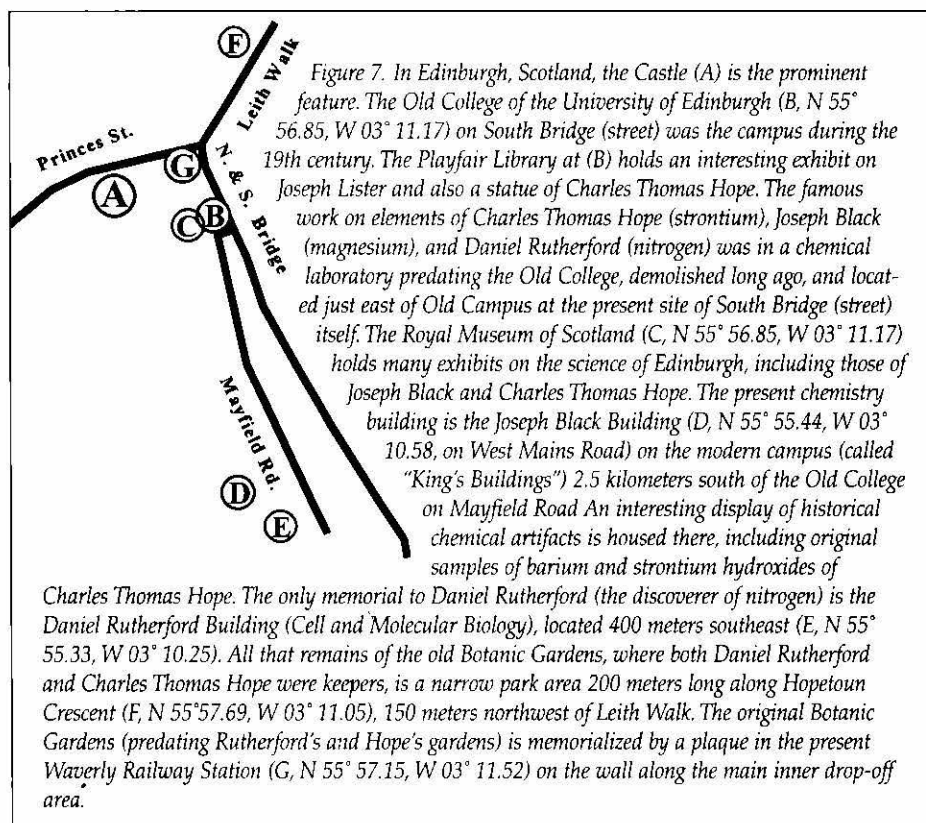 F
Leith Walk
Princes St.
G
N. & S. Bridge
A
B
C
Mayfield Rd.
D
E
Figure 7. In Edinburgh, Scotland, the Castle (A) is the prominent
feature. The Old College of the University of Edinburgh (B, N 55°
56.85, W 03° 11.17) on South Bridge (street) was the campus during the
19th century. The Playfair Library at (B) holds an interesting exhibit on
Joseph Lister and also a statue of Charles Thomas Hope. The famous
work on elements of Charles Thomas Hope (strontium), Joseph Black
(magnesium), and Daniel Rutherford (nitrogen) was in a chemical
laboratory predating the Old College, demolished long ago, and locat-
ed just east of Old Campus at the present site of South Bridge (street)
itself. The Royal Museum of Scotland (C, N 55° 56.85, W 03° 11.17)
holds many exhibits on the science of Edinburgh, including those of
Joseph Black and Charles Thomas Hope. The present chemistry
building is the Joseph Black Building (D, N 55° 55.44, W 03°
10.58, on West Mains Road) on the modern campus (called
"King's Buildings") 2.5 kilometers south of the Old College
on Mayfield Road An interesting display of historical
chemical artifacts is housed there, including original
samples of barium and strontium hydroxides of
Charles Thomas Hope. The only memorial to Daniel Rutherford (the discoverer of nitrogen) is the
Daniel Rutherford Building (Cell and Molecular Biology), located 400 meters southeast (E, N 55°
55.33, W 03° 10.25). All that remains of the old Botanic Gardens, where both Daniel Rutherford
and Charles Thomas Hope were keepers, is a narrow park area 200 meters long along Hopetoun
Crescent (F, N 55°57.69, W 03° 11.05), 150 meters northwest of Leith Walk. The original Botanic
Gardens (predating Rutherford's and Hope's gardens) is memorialized by a plaque in the present
Waverly Railway Station (G, N 55° 57.15, W 03° 11.52) on the wall along the main inner drop-off
area.